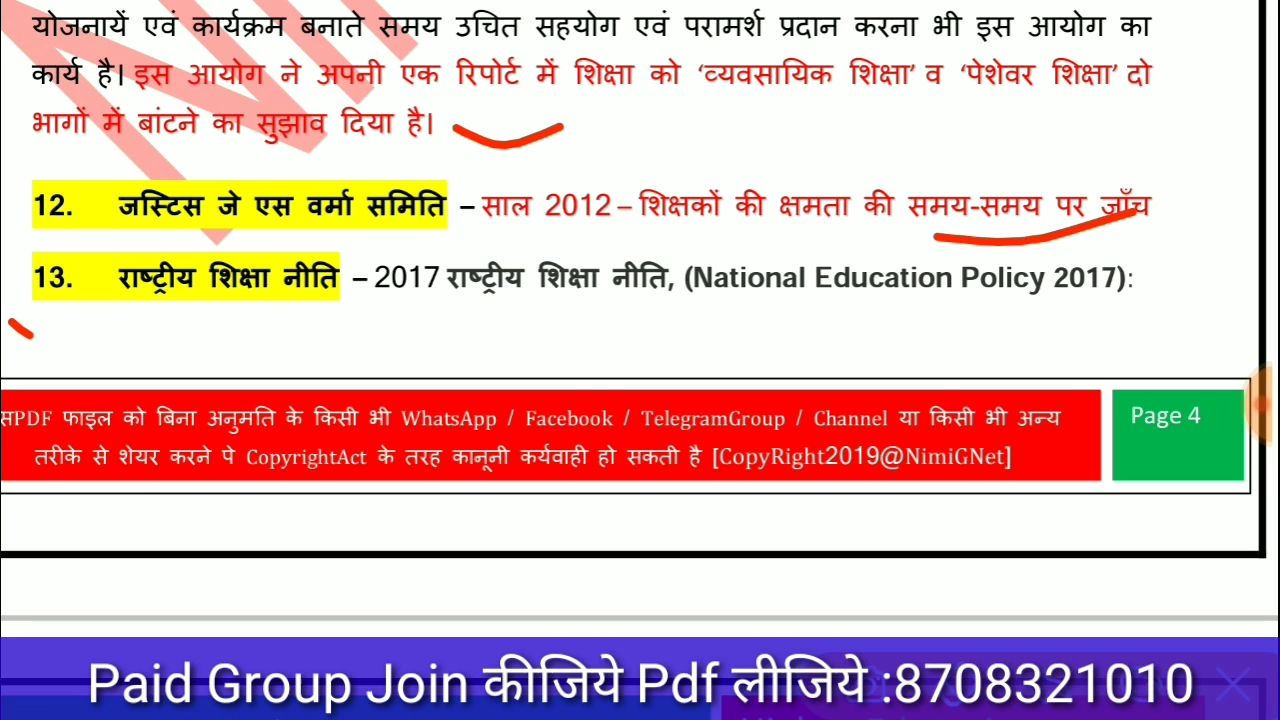 योजनायें एवं कार्यक्रम बनाते समय उचित सहयोग एवं परामर्श प्रदान करना भी इस आयोग का
कार्य है। इस आयोग ने अपनी एक रिपोर्ट में शिक्षा को ‘व्यवसायिक शिक्षा’ व ‘पेशेवर शिक्षा’ दो
भागों में बांटने का सुझाव दिया है।
12. जस्टिस जे एस वर्मा समिति – साल 2012 – शिक्षकों की क्षमता की समय-समय पर जाँच
13. राष्ट्रीय शिक्षा नीति – 2017 राष्ट्रीय शिक्षा नीति, (National Education Policy 2017):
PDF फाइल को बिना अनुमति के किसी भी WhatsApp / Facebook / TelegramGroup / Channel या किसी भी अन्य
तरीके से शेयर करने पे CopyrightAct के तरह कानूनी कर्यवाही हो सकती है [CopyRight2019@NimiGNet]
Page 4
Paid Group Join कीजिये Pdf लीजिये :8708321010